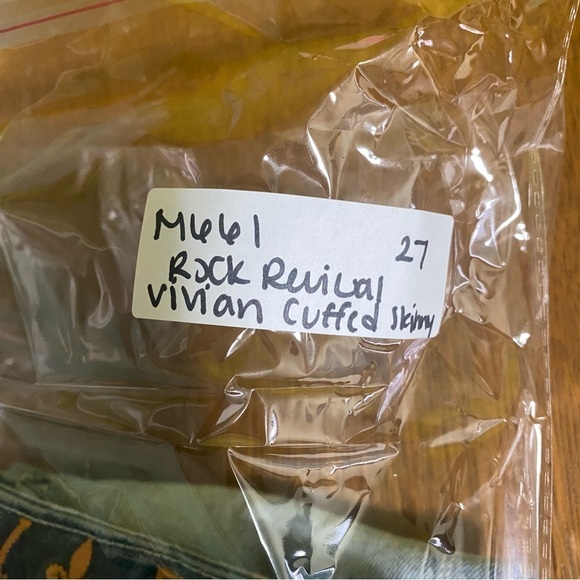 M661 27
Rock Revival
Vivian Cuffed Skinny